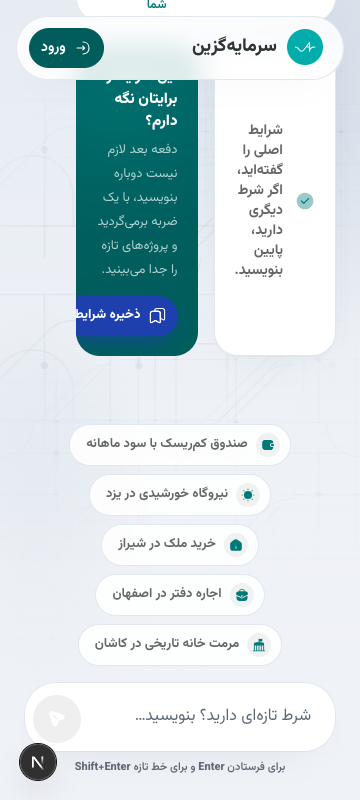 شما
سرمایه‌گزین
ورود
شرایط
اصلی را
گفته‌اید،
اگر شرط
دیگری
دارید،
پایین
بنویسید.
برایتان نگه
دارم؟
دفعه بعد لازم
نیست دوباره
بنویسید، با یک
ضربه برمی‌گردید
و پروژه‌های تازه
را جدا می‌بینید.
ذخیره شرایط
صندوق کم‌ریسک با سود ماهانه
نیروگاه خورشیدی در یزد
خرید ملک در شیراز
اجاره دفتر در اصفهان
مرمت خانه تاریخی در کاشان
شرط تازه‌ای دارید؟ بنویسید...
برای فرستادن Enter و برای خط تازه Shift+Enter
N